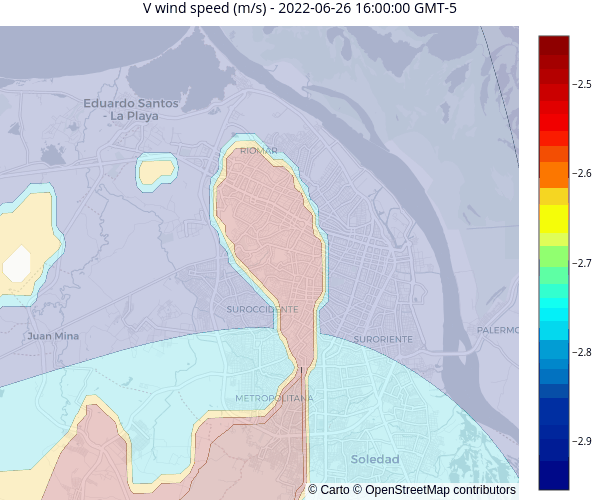 V wind speed (m/s) - 2022-06-26 16:00:00 GMT-5
Eduardo Santos
- La Playa
RIOMAR
SUROCCIDENTE
Juan Mina
SURORIENTE
PALERMO
METROPOLITANA
Soledad
© Carto © OpenStreetMap contributors
−2.5
−2.6
−2.7
−2.8
−2.9